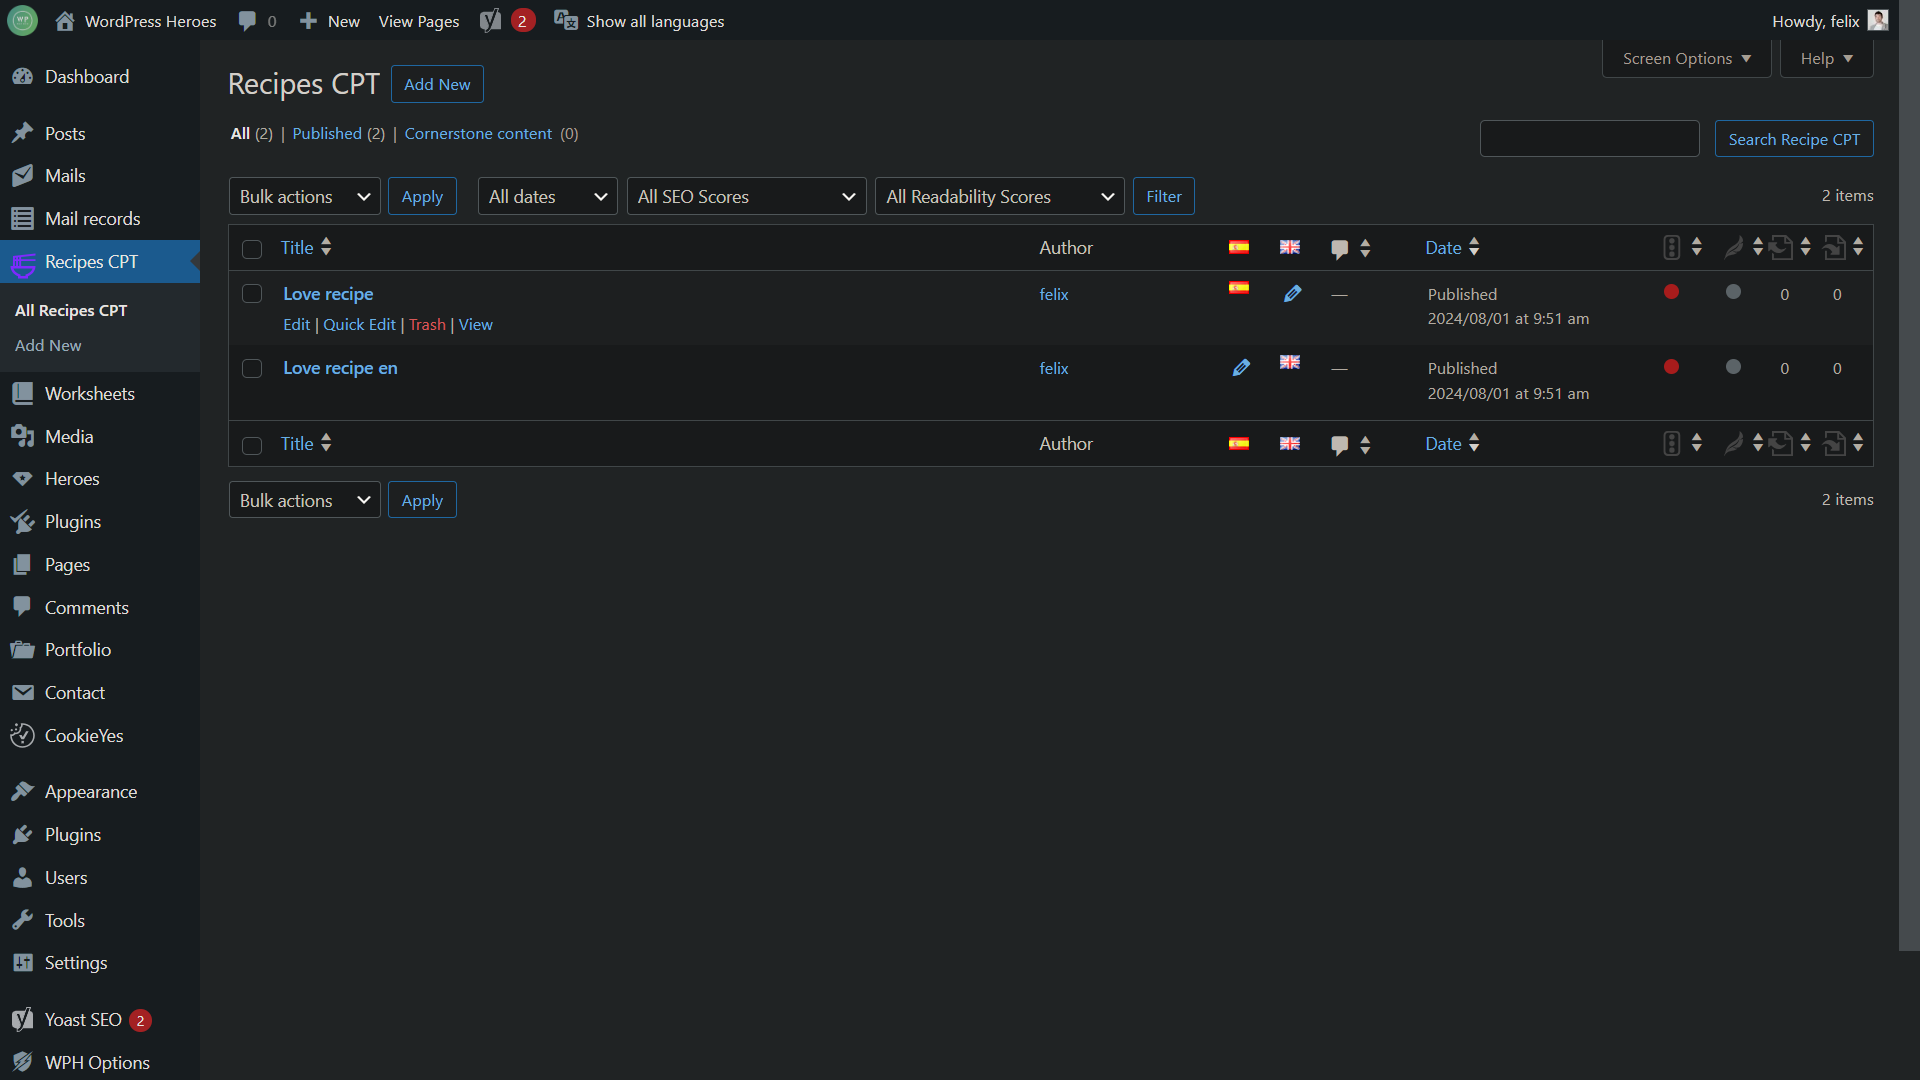 WordPress Heroes 0 New View Pages 2 Show all languages Howdy, felix
Screen Options Help
Dashboard
Posts
Mails
Mail records
Recipes CPT
All Recipes CPT
Add New
Worksheets
Media
Heroes
Plugins
Pages
Comments
Portfolio
Contact
CookieYes
Appearance
Plugins
Users
Tools
Settings
Yoast SEO 2
WPH Options
Recipes CPT Add New
All (2) | Published (2) | Cornerstone content (0)
Search Recipe CPT
Bulk actions Apply All dates All SEO Scores All Readability Scores Filter 2 items
Title Author Date
Love recipe felix — Published 0 0
2024/08/01 at 9:51 am
Edit | Quick Edit | Trash | View
Love recipe en felix — Published 0 0
2024/08/01 at 9:51 am
Title Author Date
Bulk actions Apply 2 items